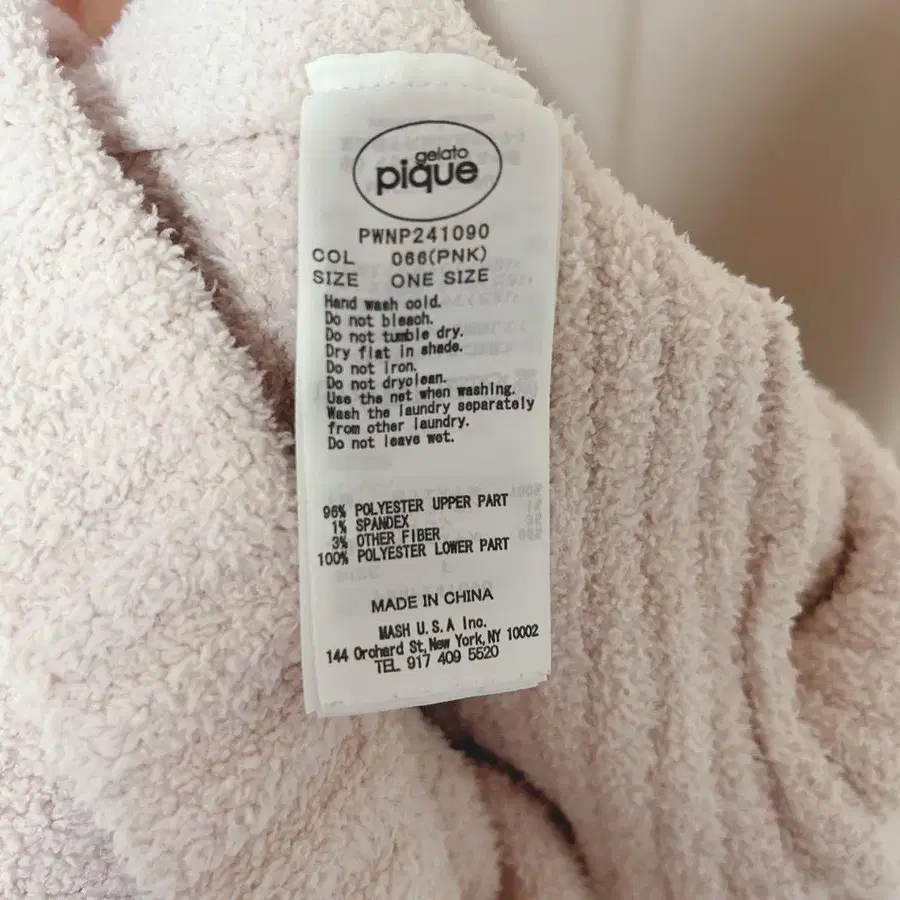 gelato
pique
PWNP241090
COL 066(PNK)
SIZE ONE SIZE
Hand wash cold.
Do not bleach.
Do not tumble dry.
Dry flat in shade.
Do not iron.
Do not dryclean.
Use the net when washing.
Wash the laundry separately
from other laundry.
Do not leave wet.
96% POLYESTER UPPER PART
1% SPANDEX
3% OTHER FIBER
100% POLYESTER LOWER PART
MADE IN CHINA
MASH U.S.A Inc.
144 Orchard St,New York,NY 10002
TEL 917 409 5520